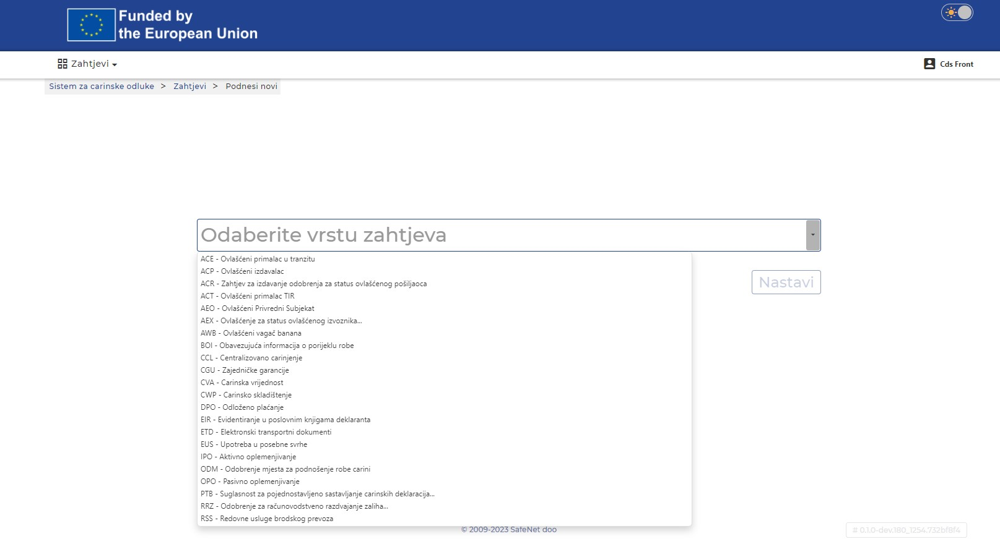 Funded by
the European Union
Zahtjevi
Cds Front
Sistem za carinske odluke > Zahtjevi > Podnesi novi
Odaberite vrstu zahtjeva
ACE - Ovlašćeni primalac u tranzitu
ACP - Ovlašćeni izdavalac
ACR - Zahtjev za izdavanje odobrenja za status ovlašćenog pošiljaoca
ACT - Ovlašćeni primalac TIR
AEO - Ovlašćeni Privredni Subjekat
AEX - Ovlašćenje za status ovlašćenog izvoznika...
AWB - Ovlašćeni vagač banana
BOI - Obavezujuća informacija o porijeklu robe
CCL - Centralizovano carinjenje
CGU - Zajedničke garancije
CVA - Carinska vrijednost
CWP - Carinsko skladištenje
DPO - Odloženo plaćanje
EIR - Evidentiranje u poslovnim knjigama deklaranta
ETD - Elektronski transportni dokumenti
EUS - Upotreba u posebne svrhe
IPO - Aktivno oplemenjivanje
ODM - Odobrenje mjesta za podnošenje robe carini
OPO - Pasivno oplemenjivanje
PTB - Suglasnost za pojednostavljeno sastavljanje carinskih deklaracija...
RRZ - Odobrenje za računovodstveno razdvajanje zaliha...
RSS - Redovne usluge brodskog prevoza
Nastavi
© 2009-2023 SafeNet doo
# 0.1.0-dev.180_1254.732bf8f4